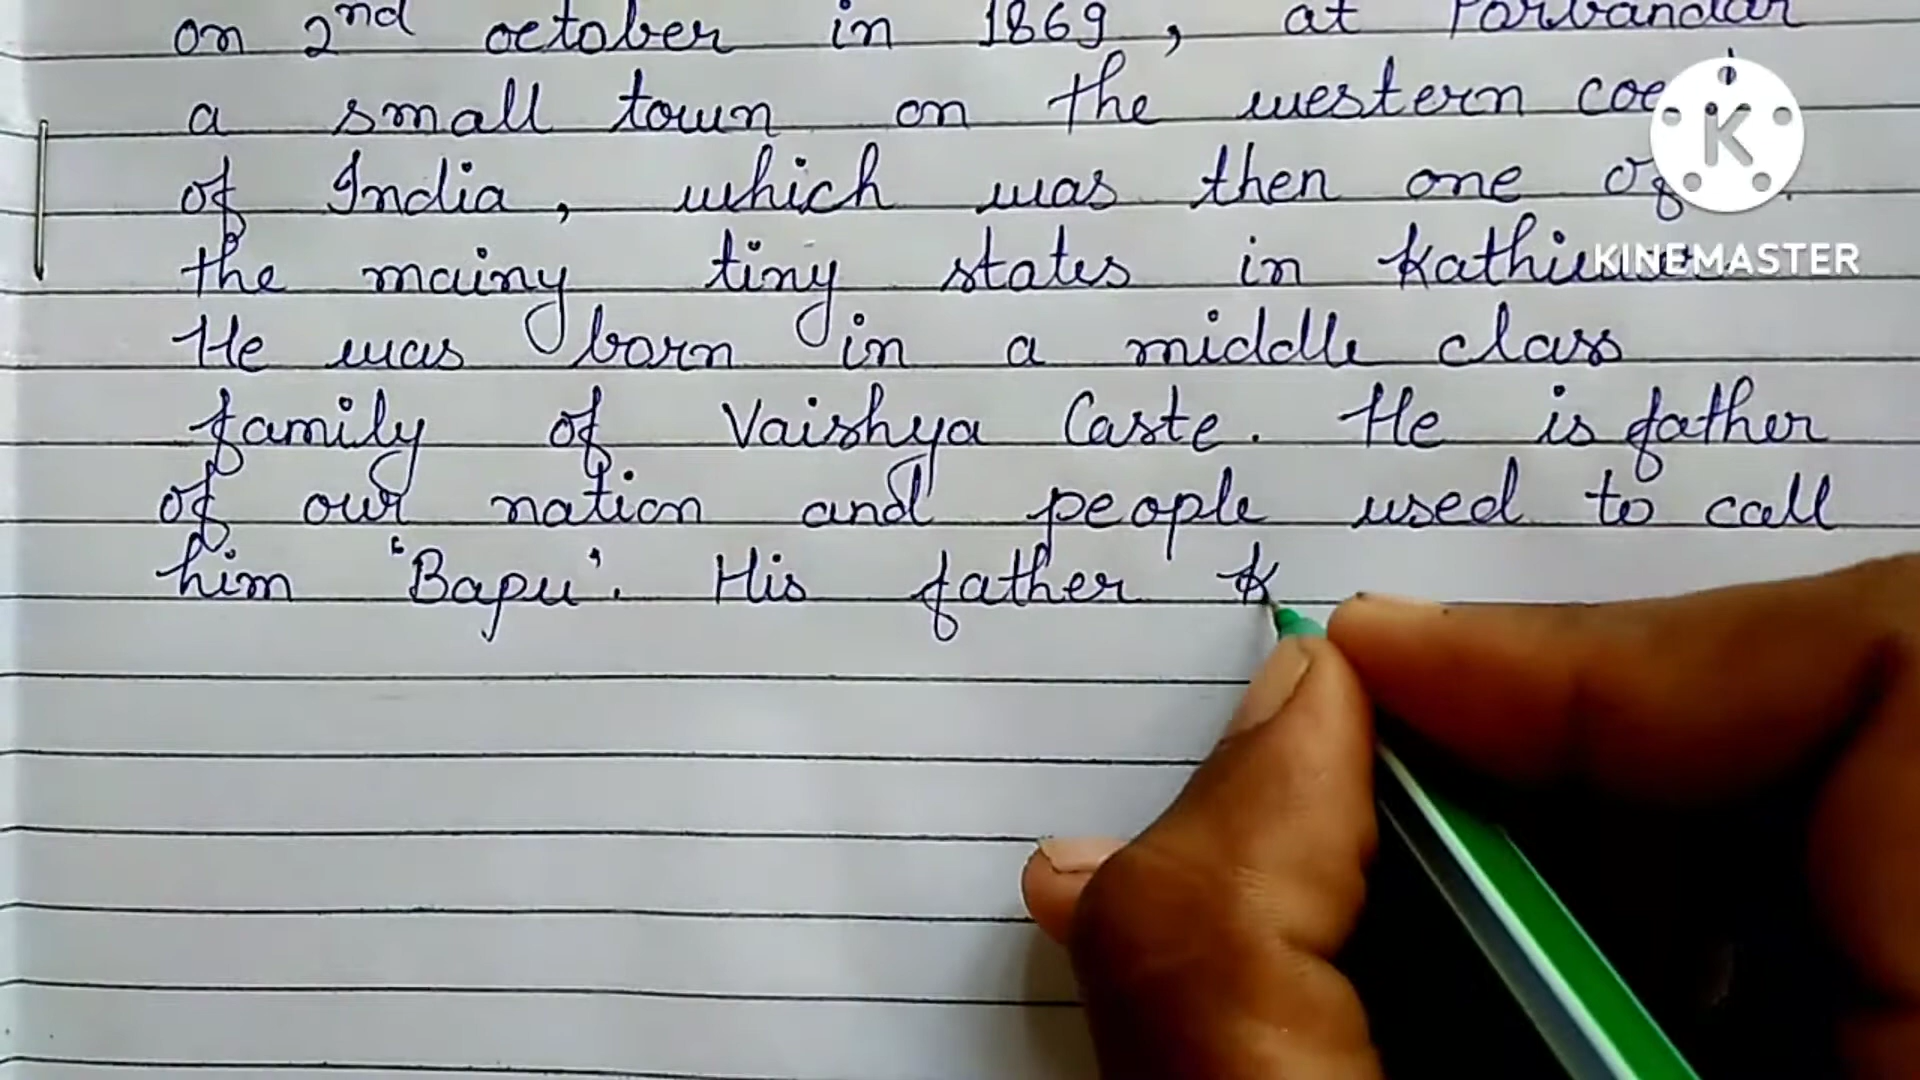 on 2nd october in 1869, at Porbandar
a small town on the western
of India, which was then one of
the mainy tiny states in
KINEMASTER
He was born in a middle class
family of Vaishya Caste. He is father
of our nation and people used to call
him 'Bapu'. His father K